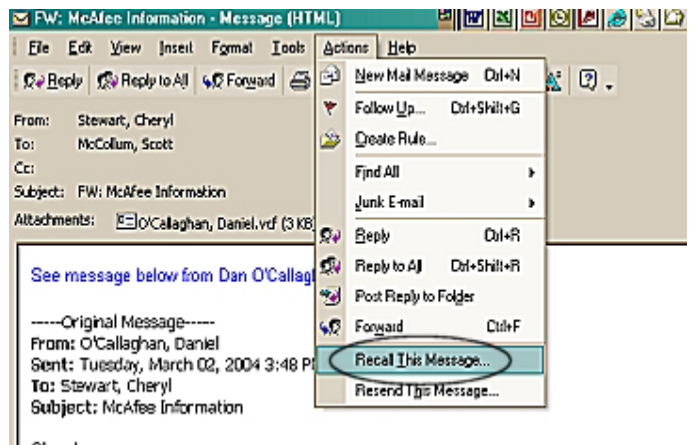 FW: McAfee Information - Message (HTML)
File Edit View Insert Format Tools Actions Help
Reply Reply to All Forward
New Mail Message Ctrl+N
Follow Up... Ctrl+Shift+G
Create Rule...
Find All
Junk E-mail
Reply Ctrl+R
Reply to All Ctrl+Shift+R
Post Reply to Folder
Forward Ctrl+F
Recall This Message...
Resend This Message...
From: Stewart, Cheryl
To: McCollum, Scott
Cc:
Subject: FW: McAfee Information
Attachments: O'Callaghan, Daniel.vcf (3 KB)
See message below from Dan O'Callag
-----Original Message-----
From: O'Callaghan, Daniel
Sent: Tuesday, March 02, 2004 3:48 P
To: Stewart, Cheryl
Subject: McAfee Information